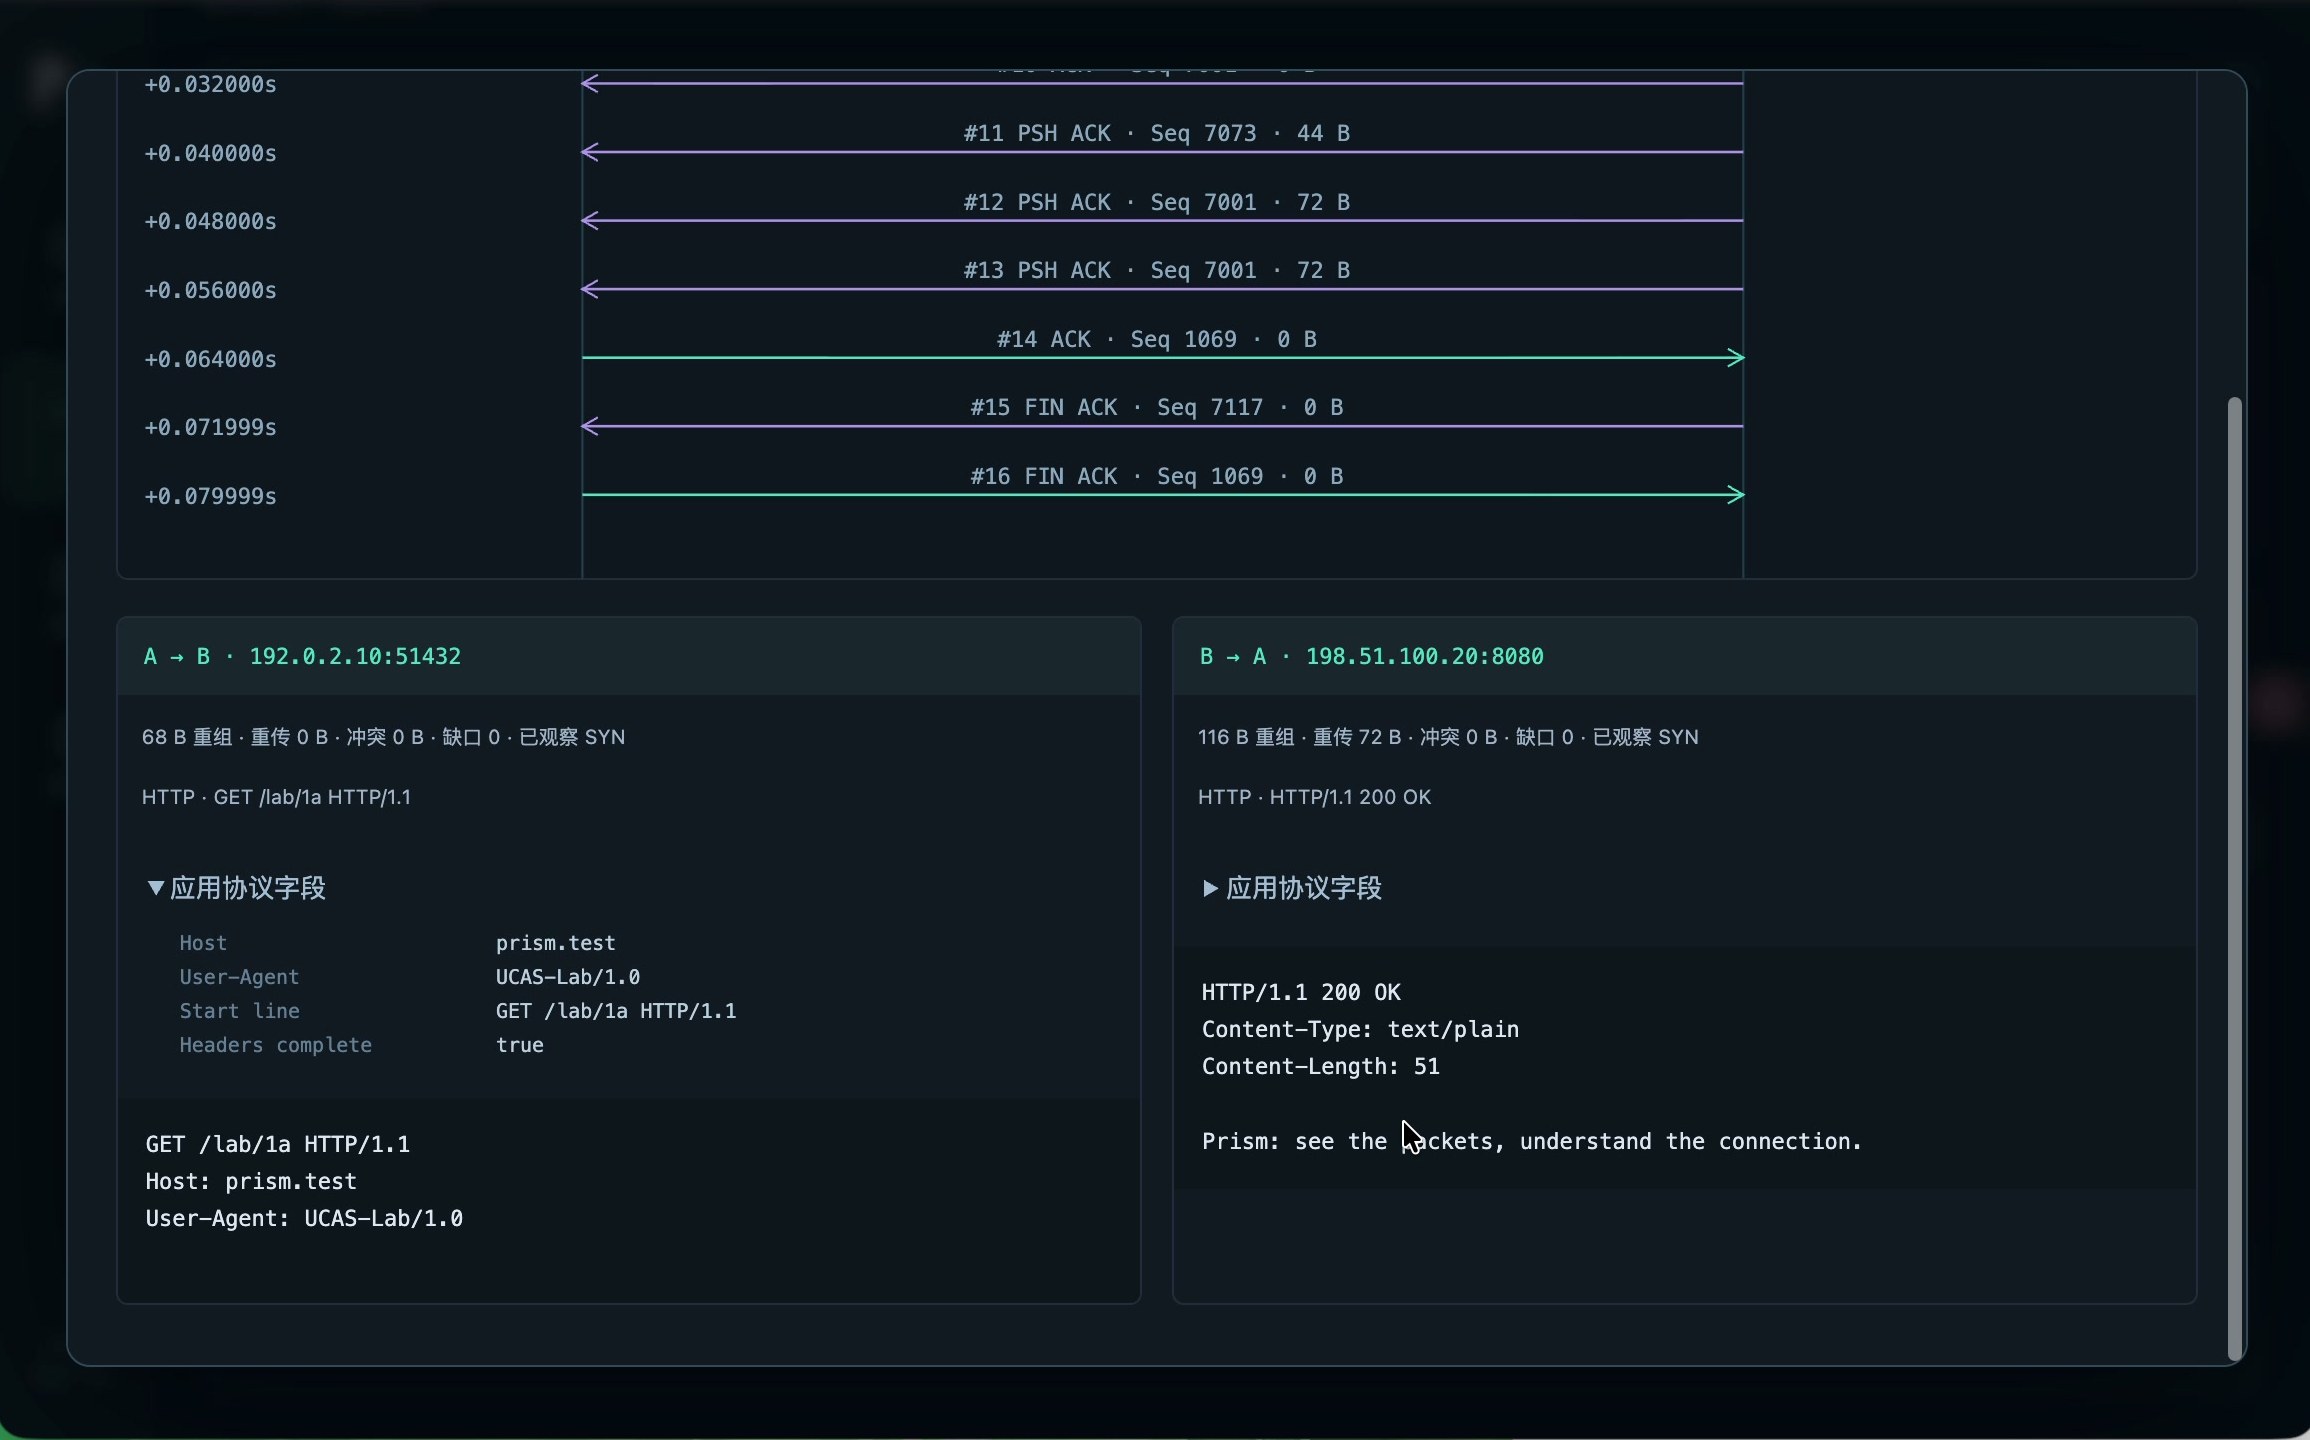 +0.032000s
#11 PSH ACK · Seq 7073 · 44 B
+0.040000s
#12 PSH ACK · Seq 7001 · 72 B
+0.048000s
#13 PSH ACK · Seq 7001 · 72 B
+0.056000s
#14 ACK · Seq 1069 · 0 B
+0.064000s
#15 FIN ACK · Seq 7117 · 0 B
+0.071999s
#16 FIN ACK · Seq 1069 · 0 B
+0.079999s
A → B · 192.0.2.10:51432
68 B 重组 · 重传 0 B · 冲突 0 B · 缺口 0 · 已观察 SYN
HTTP · GET /lab/1a HTTP/1.1
▼ 应用协议字段
Host prism.test
User-Agent UCAS-Lab/1.0
Start line GET /lab/1a HTTP/1.1
Headers complete true
GET /lab/1a HTTP/1.1
Host: prism.test
User-Agent: UCAS-Lab/1.0
B → A · 198.51.100.20:8080
116 B 重组 · 重传 72 B · 冲突 0 B · 缺口 0 · 已观察 SYN
HTTP · HTTP/1.1 200 OK
▶ 应用协议字段
HTTP/1.1 200 OK
Content-Type: text/plain
Content-Length: 51
Prism: see the packets, understand the connection.